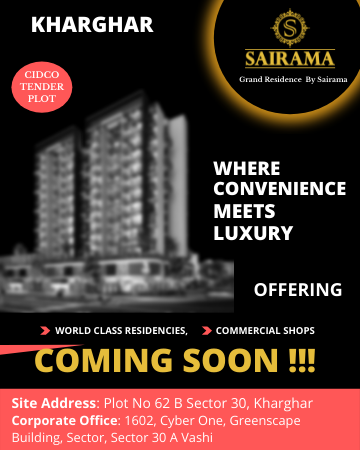 KHARGHAR
S
SAIRAMA
Grand Residence By Sairama
CIDCO
TENDER
PLOT
WHERE
CONVENIENCE
MEETS
LUXURY
OFFERING
WORLD CLASS RESIDENCIES,
COMMERCIAL SHOPS
COMING SOON !!!
Site Address: Plot No 62 B Sector 30, Kharghar
Corporate Office: 1602, Cyber One, Greenscape
Building, Sector, Sector 30 A Vashi